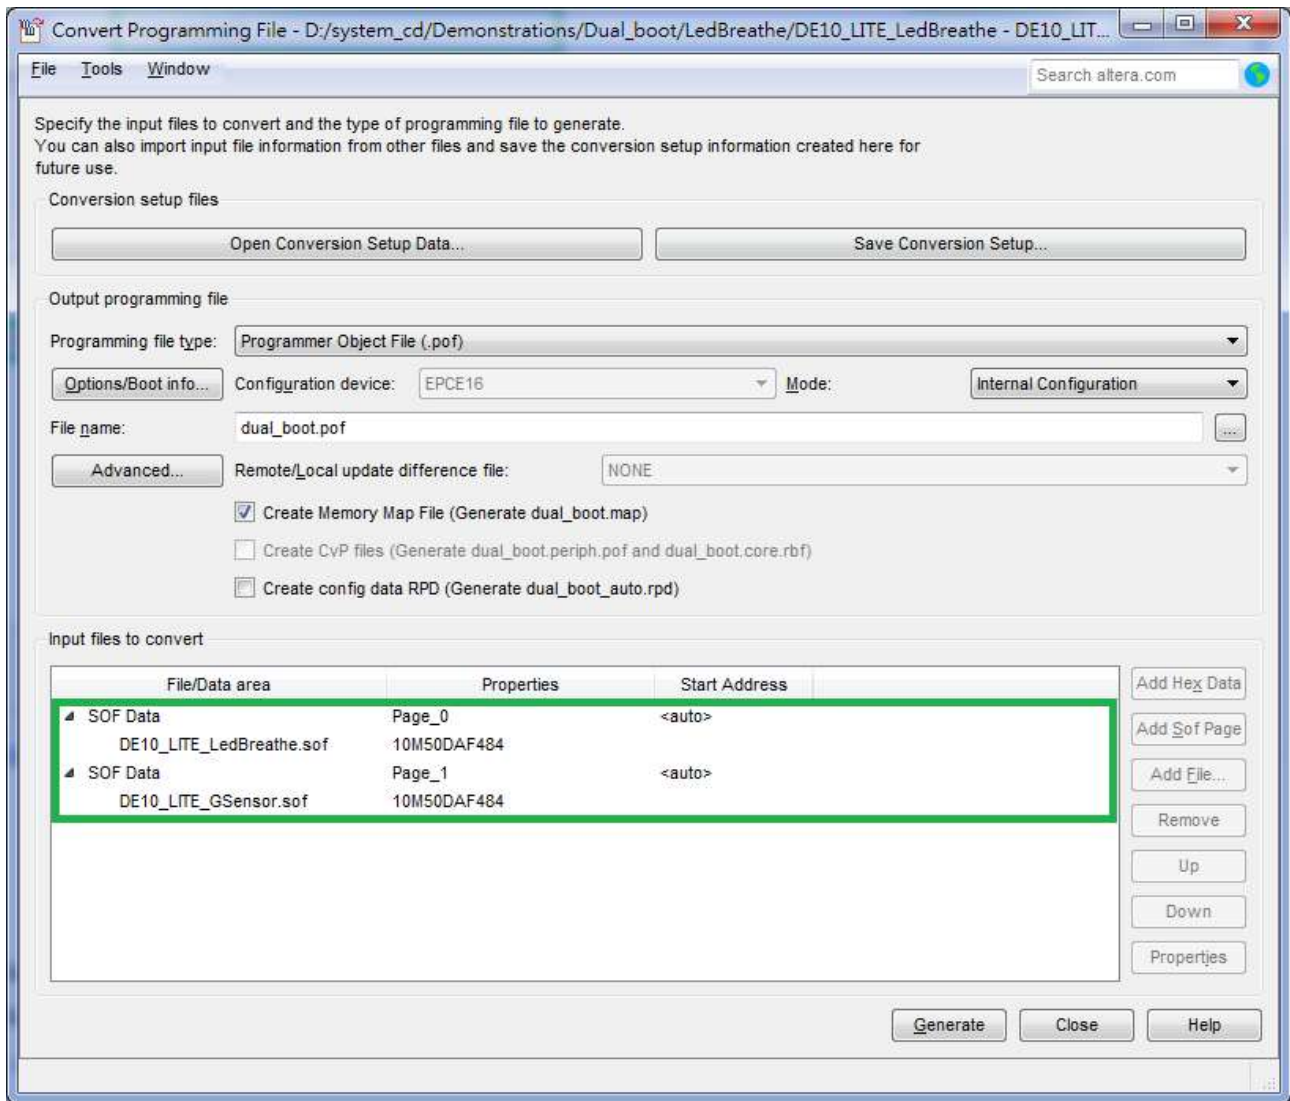 Convert Programming File - D:/system_cd/Demonstrations/Dual_boot/LedBreathe/DE10_LITE_LedBreathe - DE10_LIT...
File Tools Window
Search altera.com
Specify the input files to convert and the type of programming file to generate.
You can also import input file information from other files and save the conversion setup information created here for
future use.
Conversion setup files
Open Conversion Setup Data... Save Conversion Setup...
Output programming file
Programming file type: Programmer Object File (.pof)
Options/Boot info... Configuration device: EPCE16 Mode: Internal Configuration
File name: dual_boot.pof ...
Advanced... Remote/Local update difference file: NONE
Create Memory Map File (Generate dual_boot.map)
Create CvP files (Generate dual_boot.periph.pof and dual_boot.core.rbf)
Create config data RPD (Generate dual_boot_auto.rpd)
Input files to convert
File/Data area Properties Start Address
SOF Data Page_0 <auto>
DE10_LITE_LedBreathe.sof 10M50DAF484
SOF Data Page_1 <auto>
DE10_LITE_GSensor.sof 10M50DAF484
Add Hex Data
Add Sof Page
Add File...
Remove
Up
Down
Properties
Generate Close Help